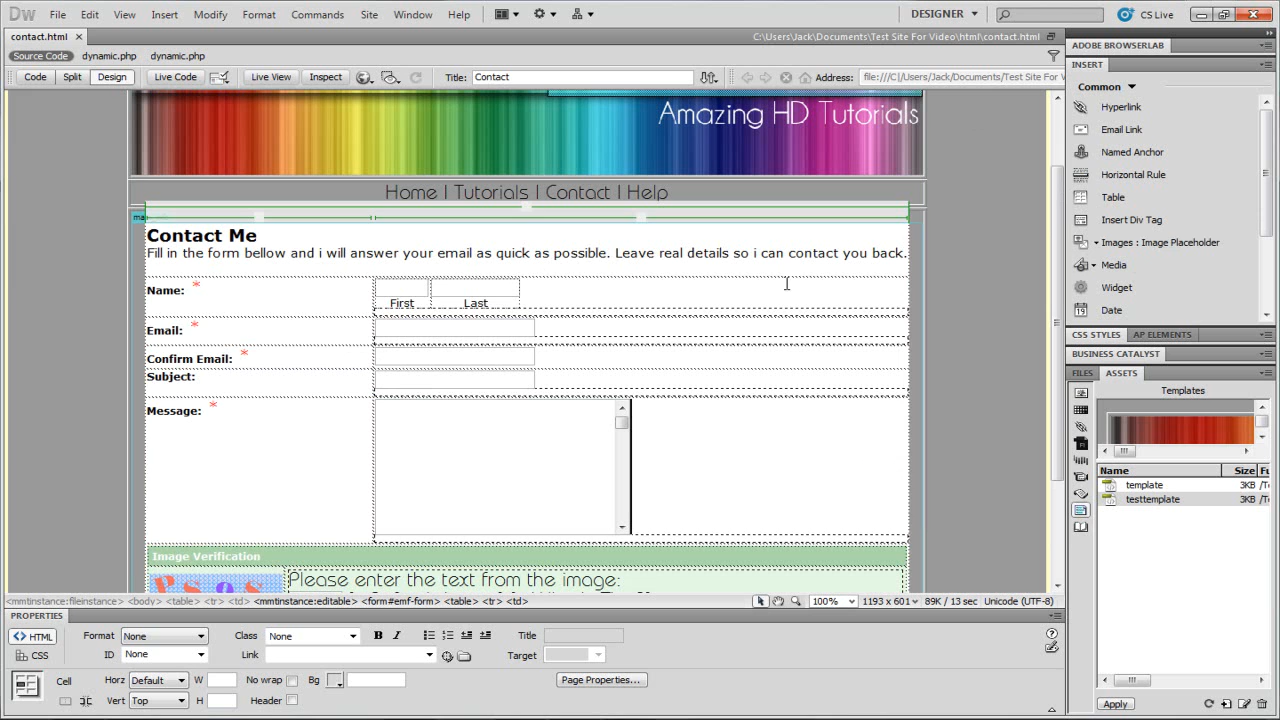 Dw File Edit View Insert Modify Format Commands Site Window Help DESIGNER CS Live
contact.html C:\Users\Jack\Documents\Test Site For Video\html\contact.html
Source Code dynamic.php dynamic.php
Code Split Design Live Code Live View Inspect Title: Contact Address: file:///C|/Users/Jack/Documents/Test Site For
Amazing HD Tutorials
Home | Tutorials | Contact | Help
ma
Contact Me
Fill in the form bellow and i will answer your email as quick as possible. Leave real details so i can contact you back.
Name: *
First Last
Email: *
Confirm Email: *
Subject:
Message: *
Image Verification
Please enter the text from the image:
<mmtinstance:fileinstance> <body> <table> <tr> <td> <mmtinstance:editable> <form#emf-form> <table> <tr> <td> 100% 1193 x 601 89K / 13 sec Unicode (UTF-8)
PROPERTIES
<> HTML Format None Class None B I Title
CSS ID None Link Target
Cell Horz Default W No wrap Bg Page Properties...
Vert Top H Header
ADOBE BROWSERLAB
INSERT
Common
Hyperlink
Email Link
Named Anchor
Horizontal Rule
Table
Insert Div Tag
Images : Image Placeholder
Media
Widget
Date
CSS STYLES AP ELEMENTS
BUSINESS CATALYST
FILES ASSETS
Templates
Name Size Fu
template 3KB /T
testtemplate 3KB /T
Apply